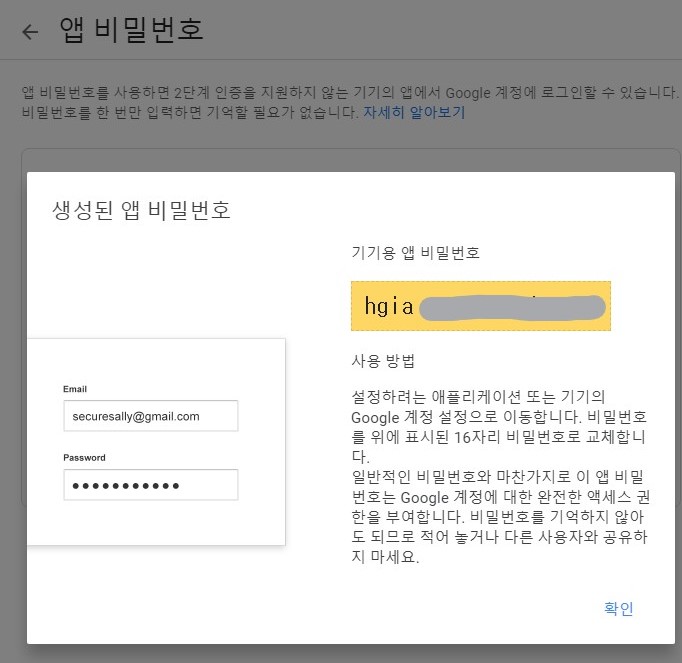 앱 비밀번호
앱 비밀번호를 사용하면 2단계 인증을 지원하지 않는 기기의 앱에서 Google 계정에 로그인할 수 있습니다.
비밀번호를 한 번만 입력하면 기억할 필요가 없습니다. 자세히 알아보기
생성된 앱 비밀번호
기기용 앱 비밀번호
hgia
Email
securesally@gmail.com
Password
●●●●●●●●●●●
사용 방법
설정하려는 애플리케이션 또는 기기의
Google 계정 설정으로 이동합니다. 비밀번호
를 위에 표시된 16자리 비밀번호로 교체합니
다.
일반적인 비밀번호와 마찬가지로 이 앱 비밀
번호는 Google 계정에 대한 완전한 액세스 권
한을 부여합니다. 비밀번호를 기억하지 않아
도 되므로 적어 놓거나 다른 사용자와 공유하
지 마세요.
확인